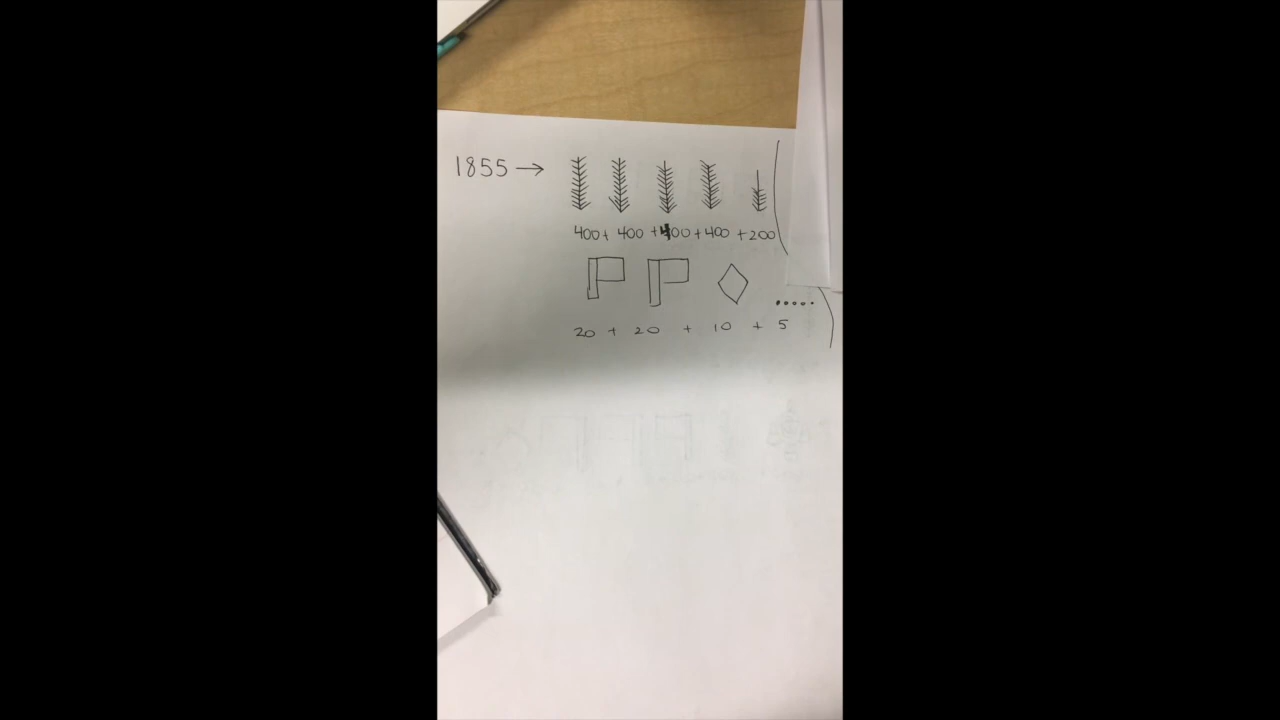 1855 →
400 + 400 + 400 + 400 + 200
20 + 20 + 10 + 5